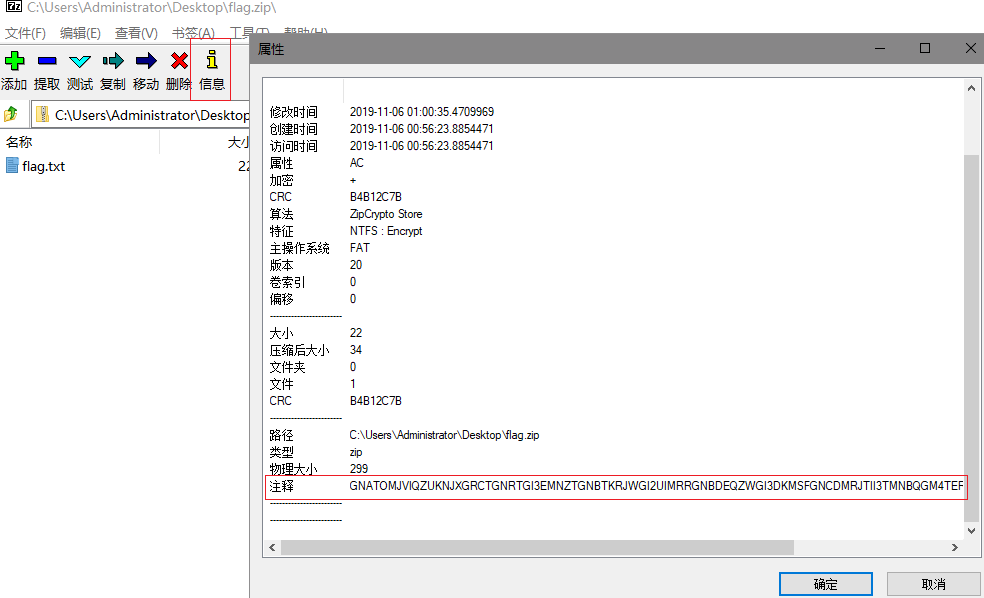 C:\Users\Administrator\Desktop\flag.zip\
文件(F) 编辑(E) 查看(V) 书签(A) 工具(T) 帮助(H)
添加 提取 测试 复制 移动 删除 信息
C:\Users\Administrator\Desktop
名称 大小
flag.txt 22
属性
修改时间 2019-11-06 01:00:35.4709969
创建时间 2019-11-06 00:56:23.8854471
访问时间 2019-11-06 00:56:23.8854471
属性 AC
加密 +
CRC B4B12C7B
算法 ZipCrypto Store
特征 NTFS : Encrypt
主操作系统 FAT
版本 20
卷索引 0
偏移 0
------------------------
大小 22
压缩后大小 34
文件夹 0
文件 1
CRC B4B12C7B
------------------------
路径 C:\Users\Administrator\Desktop\flag.zip
类型 zip
物理大小 299
注释 GNATOMJVIQZUKNJXGRCTGNRTGI3EMNZTGNBTKRJWGI2UIMRRGNBDEQZWGI3DKMSFGNCDMRJTII3TMNBQGM4TEF
------------------------
------------------------
确定 取消